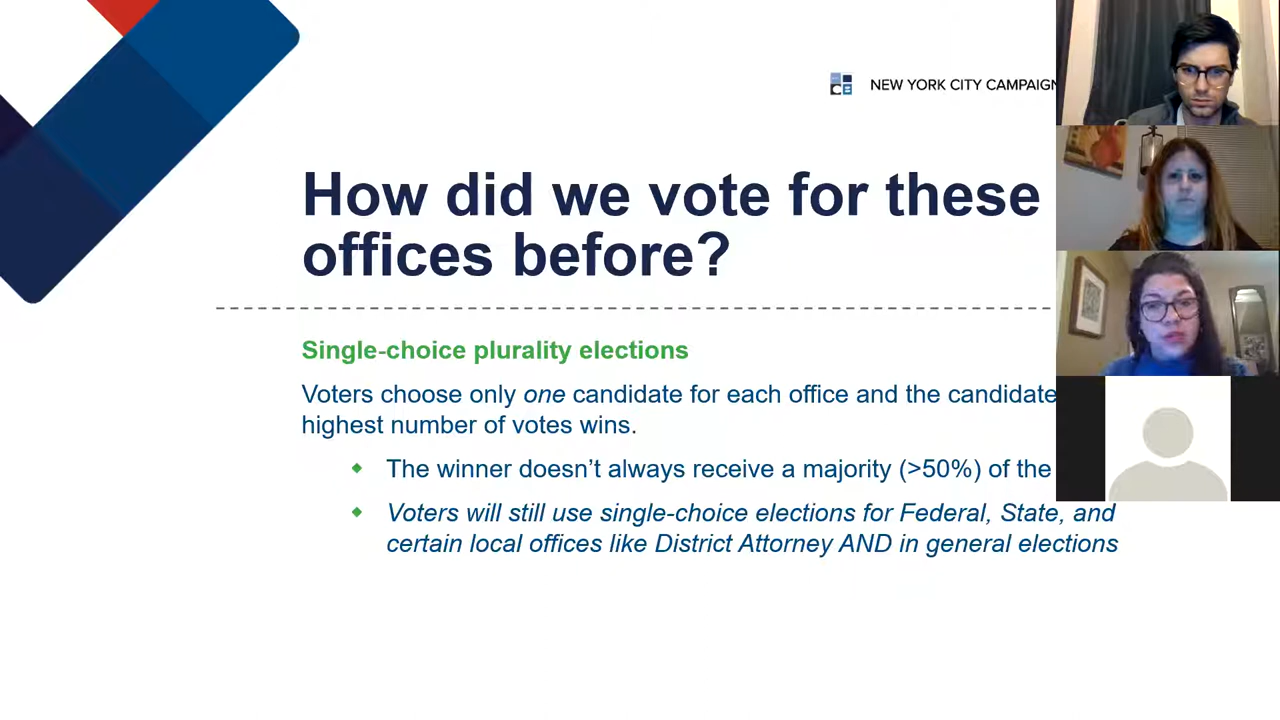 NEW YORK CITY CAMPAIGN
How did we vote for these
offices before?
Single-choice plurality elections
Voters choose only one candidate for each office and the candidate
highest number of votes wins.
The winner doesn’t always receive a majority (>50%) of the
Voters will still use single-choice elections for Federal, State, and
certain local offices like District Attorney AND in general elections